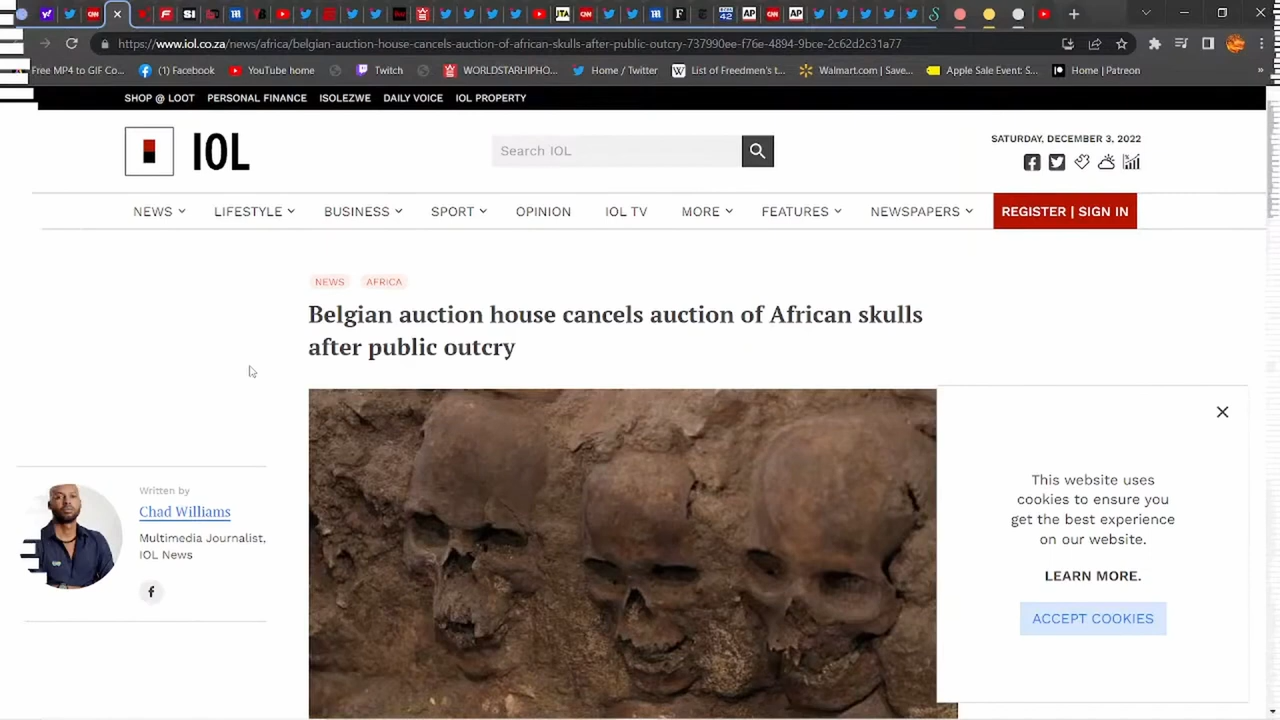 https://www.iol.co.za/news/africa/belgian-auction-house-cancels-auction-of-african-skulls-after-public-outcry-737990ee-f76e-4894-9bce-2c
Free MP4 to GIF Co... (1) Facebook YouTube home Twitch WORLDSTARHIPHO... Home / Twitter List of Freedmen's t... Walmart.com | Save... Apple Sale Event: S... Home | Patreon »
SHOP @ LOOT PERSONAL FINANCE ISOLEZWE DAILY VOICE IOL PROPERTY
IOL
Search IOL
SATURDAY, DECEMBER 3, 2022
NEWS LIFESTYLE BUSINESS SPORT OPINION IOL TV MORE FEATURES NEWSPAPERS REGISTER | SIGN IN
NEWS AFRICA
Belgian auction house cancels auction of African skulls
after public outcry
Written by
Chad Williams
Multimedia Journalist,
IOL News
This website uses
cookies to ensure you
get the best experience
on our website.
LEARN MORE.
ACCEPT COOKIES